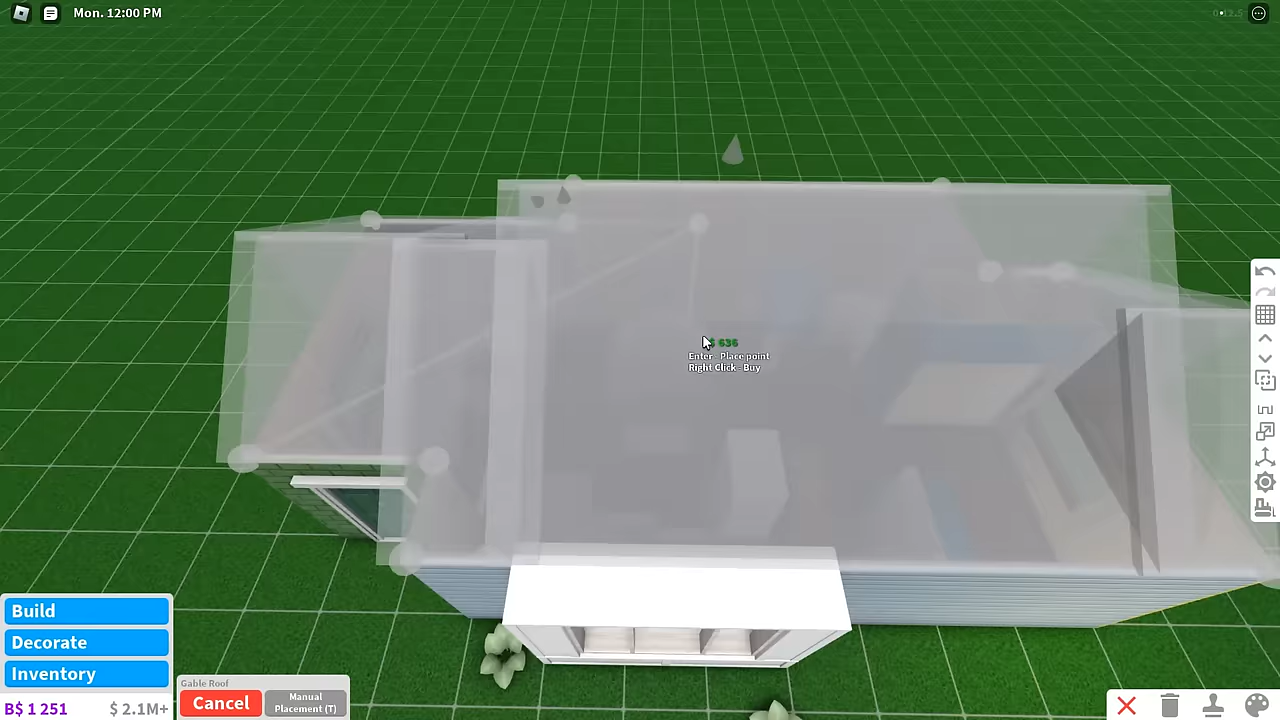 Mon. 12:00 PM
$ 636
Enter - Place point
Right Click - Buy
Build
Decorate
Inventory
B$ 1 251
$ 2.1M+
Gable Roof
Cancel
Manual
Placement (T)